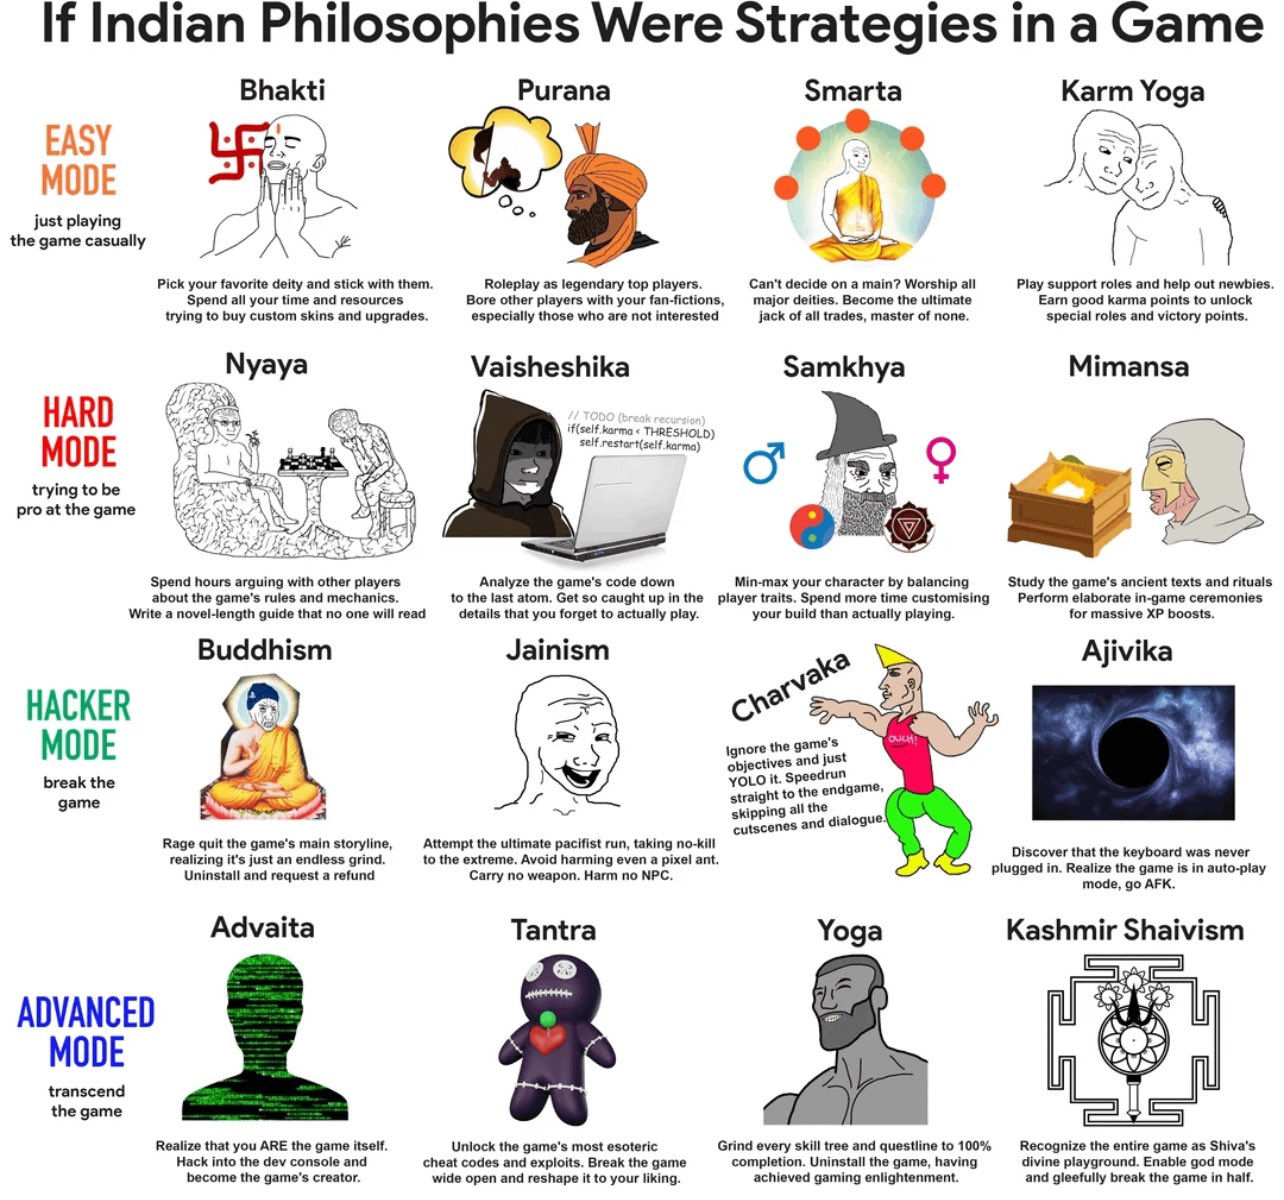 If Indian Philosophies Were Strategies in a Game
EASY
MODE
just playing
the game casually
Bhakti
Pick your favorite deity and stick with them.
Spend all your time and resources
trying to buy custom skins and upgrades.
Purana
Roleplay as legendary top players.
Bore other players with your fan-fictions,
especially those who are not interested
Smarta
Can't decide on a main? Worship all
major deities. Become the ultimate
jack of all trades, master of none.
Karm Yoga
Play support roles and help out newbies.
Earn good karma points to unlock
special roles and victory points.
HARD
MODE
trying to be
pro at the game
Nyaya
Spend hours arguing with other players
about the game's rules and mechanics.
Write a novel-length guide that no one will read
Vaisheshika
// TODO (break recursion)
if(self.karma < THRESHOLD)
self.restart(self.karma)
Analyze the game's code down
to the last atom. Get so caught up in the
details that you forget to actually play.
Samkhya
Min-max your character by balancing
player traits. Spend more time customising
your build than actually playing.
Mimansa
Study the game's ancient texts and rituals
Perform elaborate in-game ceremonies
for massive XP boosts.
HACKER
MODE
break the
game
Buddhism
Rage quit the game's main storyline,
realizing it's just an endless grind.
Uninstall and request a refund
Jainism
Attempt the ultimate pacifist run, taking no-kill
to the extreme. Avoid harming even a pixel ant.
Carry no weapon. Harm no NPC.
Charvaka
Ignore the game's
objectives and just
YOLO it. Speedrun
straight to the endgame,
skipping all the
cutscenes and dialogue.
OUCH!
Ajivika
Discover that the keyboard was never
plugged in. Realize the game is in auto-play
mode, go AFK.
ADVANCED
MODE
transcend
the game
Advaita
Realize that you ARE the game itself.
Hack into the dev console and
become the game's creator.
Tantra
Unlock the game's most esoteric
cheat codes and exploits. Break the game
wide open and reshape it to your liking.
Yoga
Grind every skill tree and questline to 100%
completion. Uninstall the game, having
achieved gaming enlightenment.
Kashmir Shaivism
Recognize the entire game as Shiva's
divine playground. Enable god mode
and gleefully break the game in half.